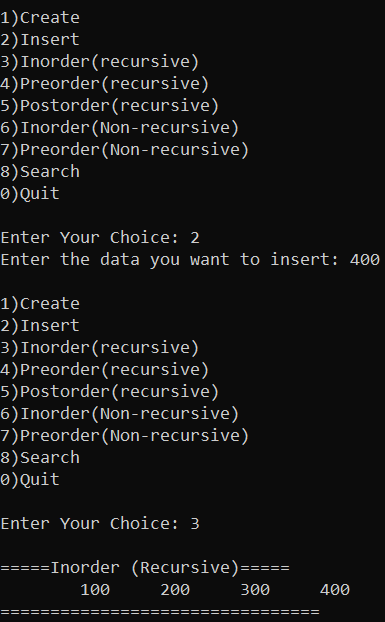 1)Create
2)Insert
3)Inorder(recursive)
4)Preorder(recursive)
5)Postorder(recursive)
6)Inorder(Non-recursive)
7)Preorder(Non-recursive)
8)Search
0)Quit
Enter Your Choice: 2
Enter the data you want to insert: 400
1)Create
2)Insert
3)Inorder(recursive)
4)Preorder(recursive)
5)Postorder(recursive)
6)Inorder(Non-recursive)
7)Preorder(Non-recursive)
8)Search
0)Quit
Enter Your Choice: 3
=====Inorder (Recursive)=====
100 200 300 400
================================